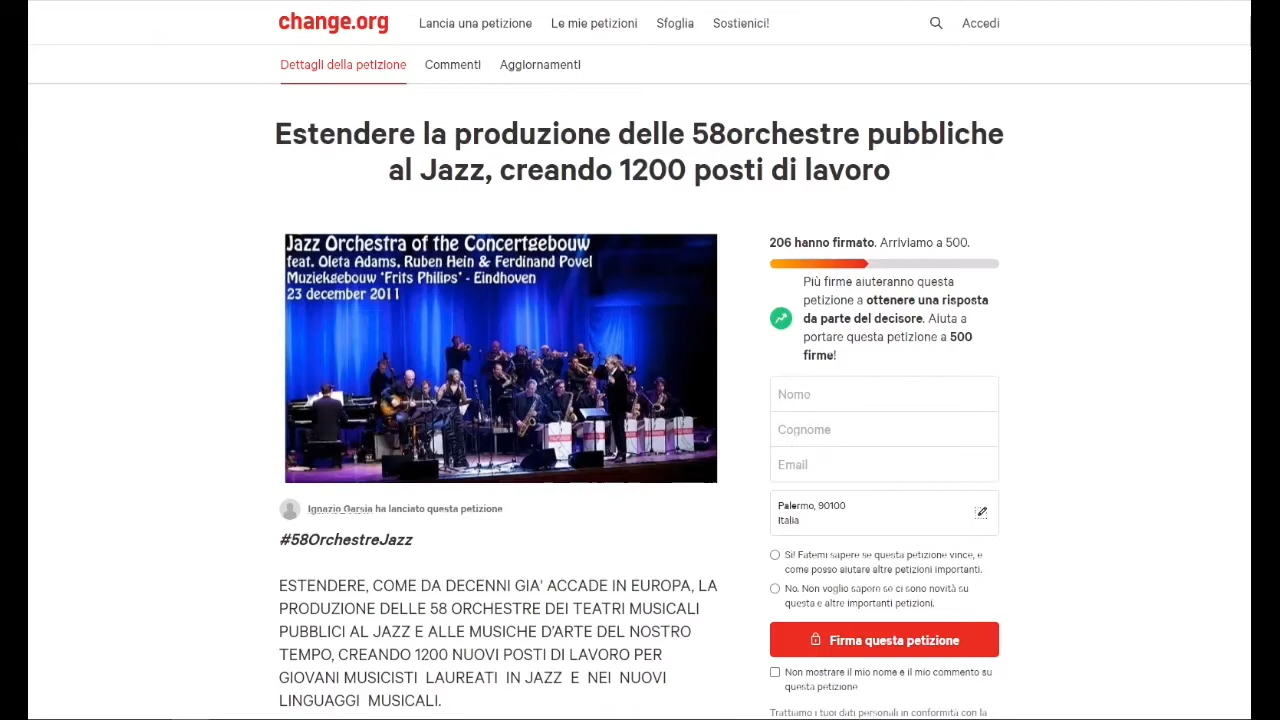 change.org
Lancia una petizione
Le mie petizioni
Sfoglia
Sostienici!
Accedi
Dettagli della petizione
Commenti
Aggiornamenti
Estendere la produzione delle 58orchestre pubbliche
al Jazz, creando 1200 posti di lavoro
Jazz Orchestra of the Concertgebouw
feat. Oleta Adams, Ruben Hein & Ferdinand Povel
Muziekgebouw 'Frits Philips' - Eindhoven
23 december 2011
Ignazio Garsia ha lanciato questa petizione
#58OrchestreJazz
ESTENDERE, COME DA DECENNI GIA' ACCADE IN EUROPA, LA
PRODUZIONE DELLE 58 ORCHESTRE DEI TEATRI MUSICALI
PUBBLICI AL JAZZ E ALLE MUSICHE D'ARTE DEL NOSTRO
TEMPO, CREANDO 1200 NUOVI POSTI DI LAVORO PER
GIOVANI MUSICISTI LAUREATI IN JAZZ E NEI NUOVI
LINGUAGGI MUSICALI.
206 hanno firmato. Arriviamo a 500.
Più firme aiuteranno questa
petizione a ottenere una risposta
da parte del decisore. Aiuta a
portare questa petizione a 500
firme!
Nome
Cognome
Email
Palermo, 90100
Italia
Sì! Fatemi sapere se questa petizione vince, e
come posso aiutare altre petizioni importanti.
No. Non voglio sapere se ci sono novità su
questa e altre importanti petizioni.
Firma questa petizione
Non mostrare il mio nome e il mio commento su
questa petizione
Trattiamo i tuoi dati personali in conformità con la